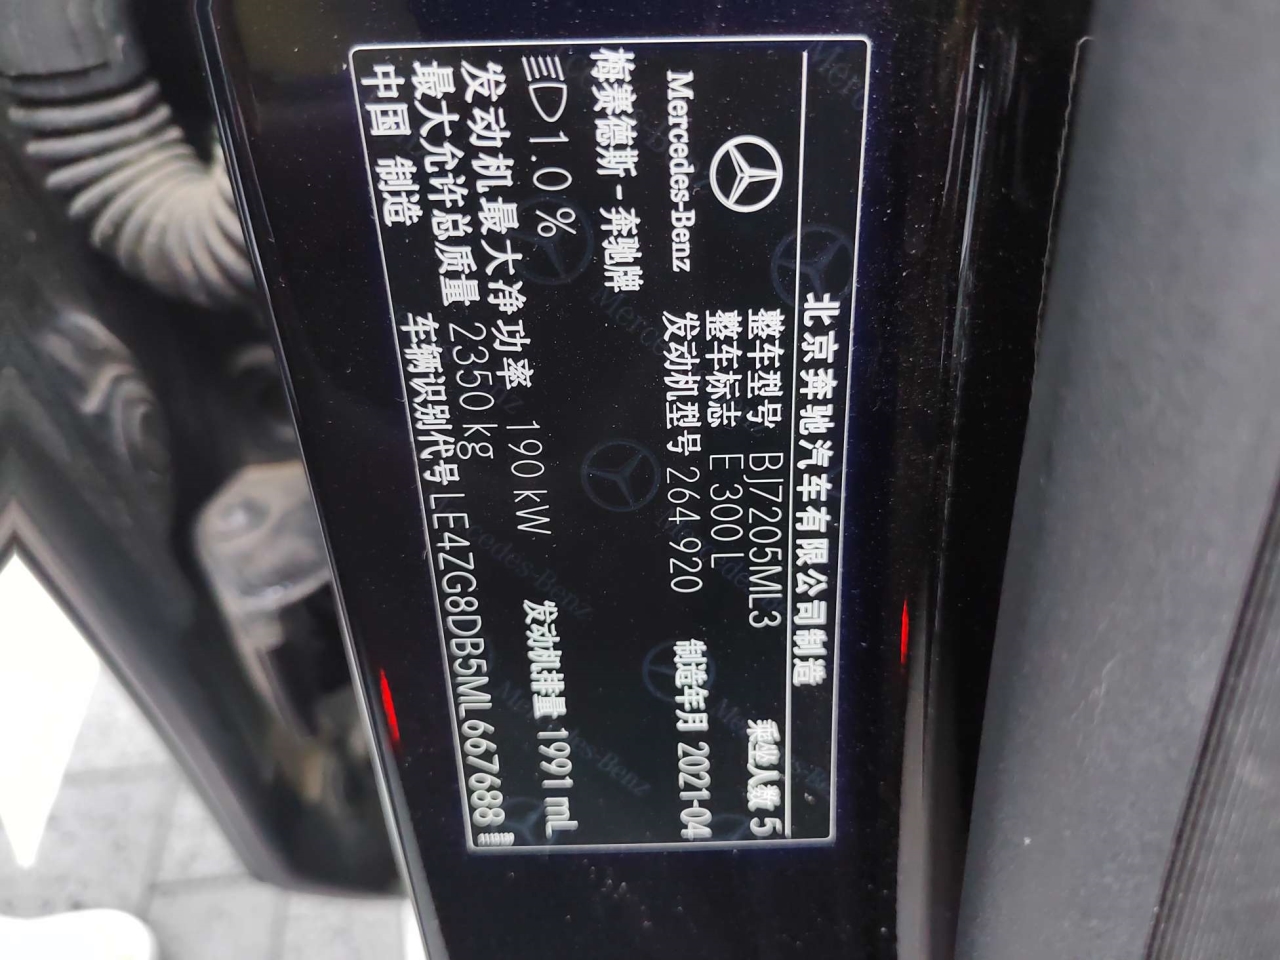 北京奔驰汽车有限公司制造
Mercedes-Benz
整车型号 BJ7205ML3 乘坐人数 5
整车标志 E 300 L
发动机型号 264 920 制造年月 2021-04
梅赛德斯-奔驰牌
1.0 %
发动机最大净功率 190 kW 发动机排量 1991 mL
最大允许总质量 2350 kg
中国 制造 车辆识别代号 LE4ZG8DB5ML667688